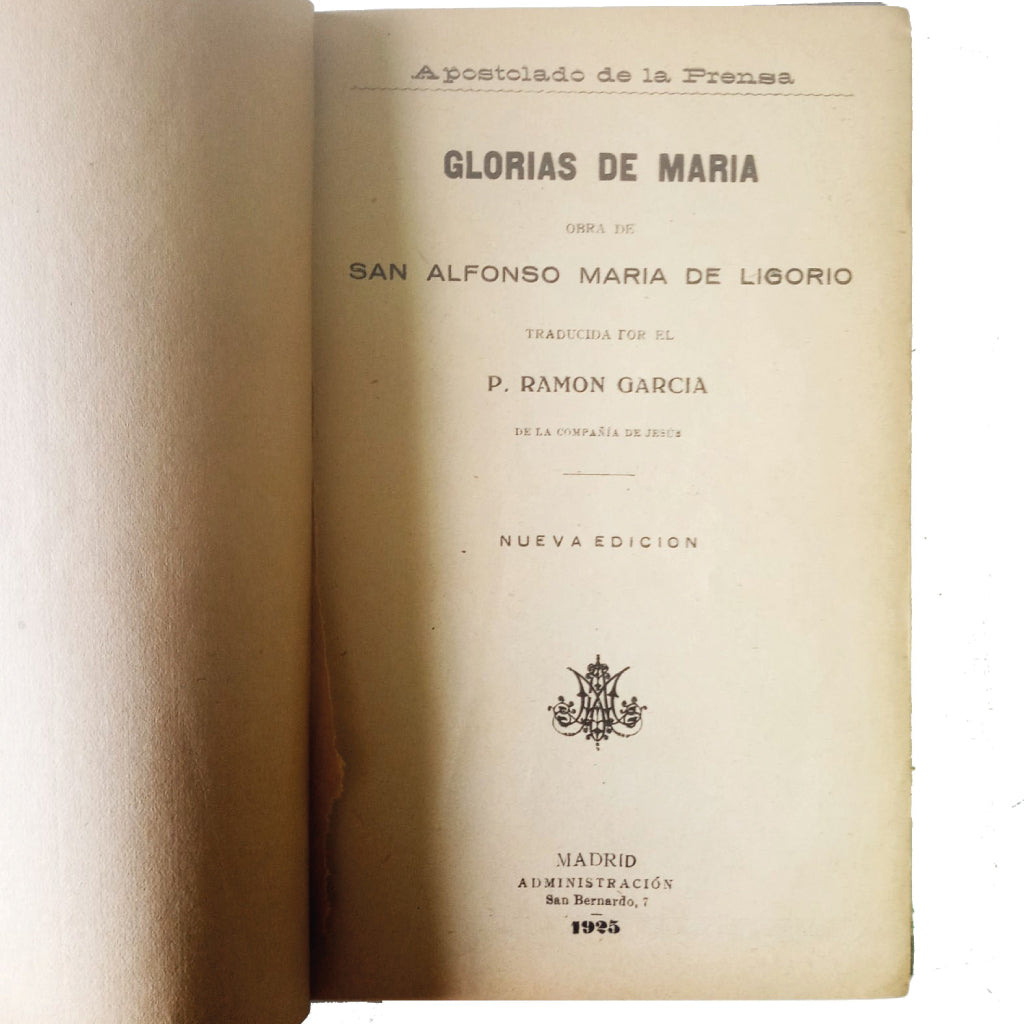 Apostolado de la Prensa
GLORIAS DE MARIA
OBRA DE
SAN ALFONSO MARIA DE LIGORIO
TRADUCIDA POR EL
P. RAMON GARCIA
DE LA COMPAÑÍA DE JESÚS
NUEVA EDICION
MADRID
ADMINISTRACIÓN
San Bernardo, 7
1925